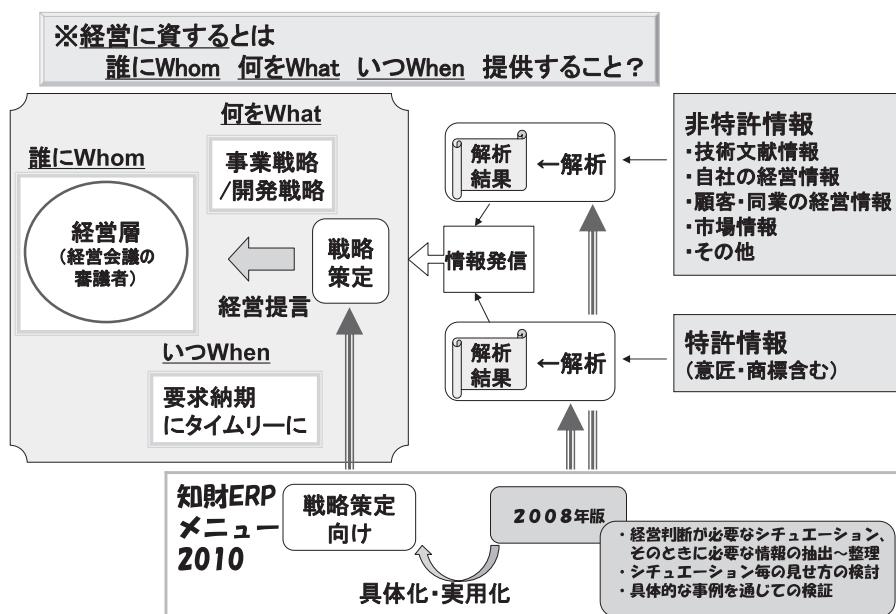 ※経営に資するとは
誰にWhom 何をWhat いつWhen 提供すること？
何をWhat
事業戦略
/開発戦略
誰にWhom
経営層
(経営会議の
審議者)
戦略
策定
経営提言
いつWhen
要求納期
にタイムリーに
解析
結果
←解析
情報発信
解析
結果
←解析
非特許情報
・技術文献情報
・自社の経営情報
・顧客・同業の経営情報
・市場情報
・その他
特許情報
(意匠・商標含む)
知財ERP
メニュー
2010
戦略策定
向け
2008年版
具体化・実用化
・経営判断が必要なシチュエーション、
そのときに必要な情報の抽出～整理
・シチュエーション毎の見せ方の検討
・具体的な事例を通じての検証